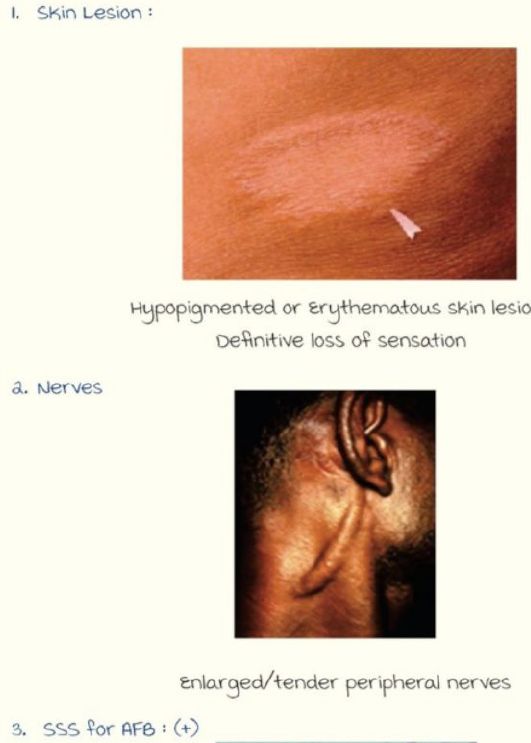 1. Skin Lesion :
Hypopigmented or Erythematous skin lesio
Definitive loss of sensation
2. Nerves
Enlarged/tender peripheral nerves
3. SSS for AFB : (+)